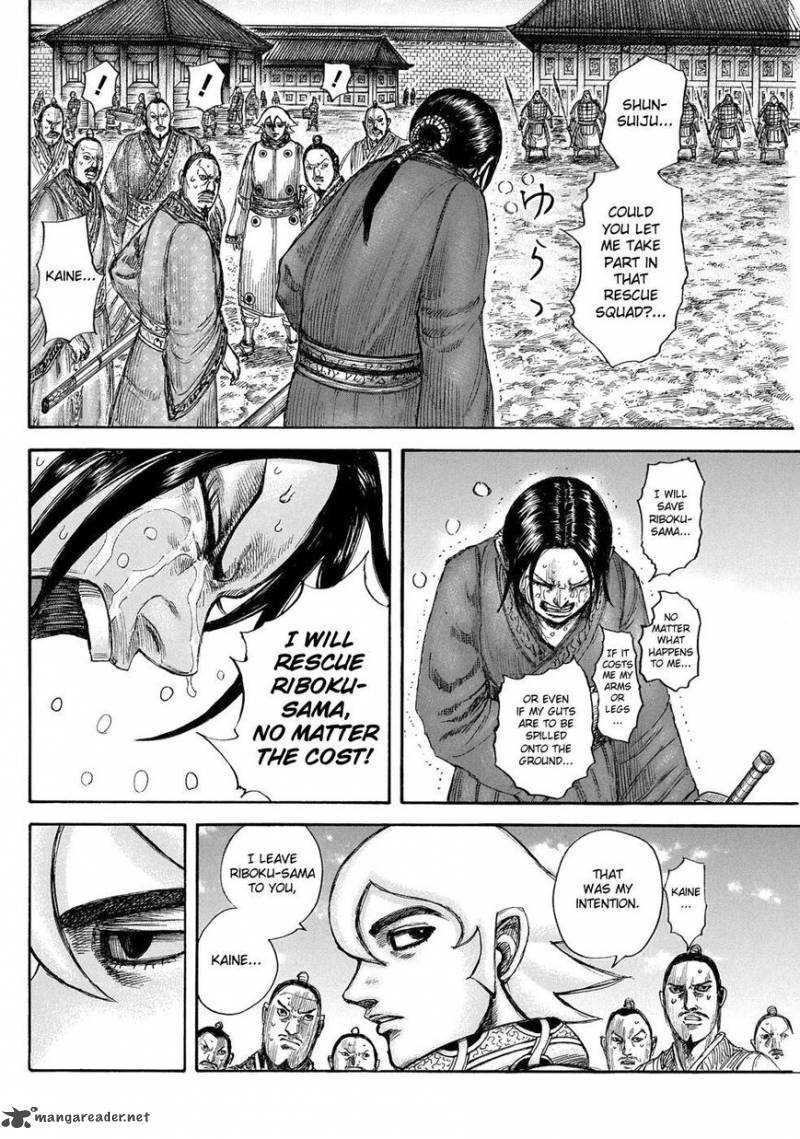 !
!
!
SHUN-
SUIJU...
COULD
YOU LET
ME TAKE
PART IN
THAT
RESCUE
SQUAD?...
KAINE...
ゆらっ
I WILL
SAVE
RIBOKU-
SAMA...
NO
MATTER
WHAT
HAPPENS
TO ME...
IF IT
COSTS
ME MY
ARMS
OR
LEGS
...
OR EVEN
IF MY GUTS
ARE TO BE
SPILLED
ONTO THE
GROUND...
I WILL
RESCUE
RIBOKU-
SAMA,
NO MATTER
THE COST!
KAINE
...
THAT
WAS MY
INTENTION.
I LEAVE
RIBOKU-SAMA
TO YOU,
KAINE...
mangareader.net